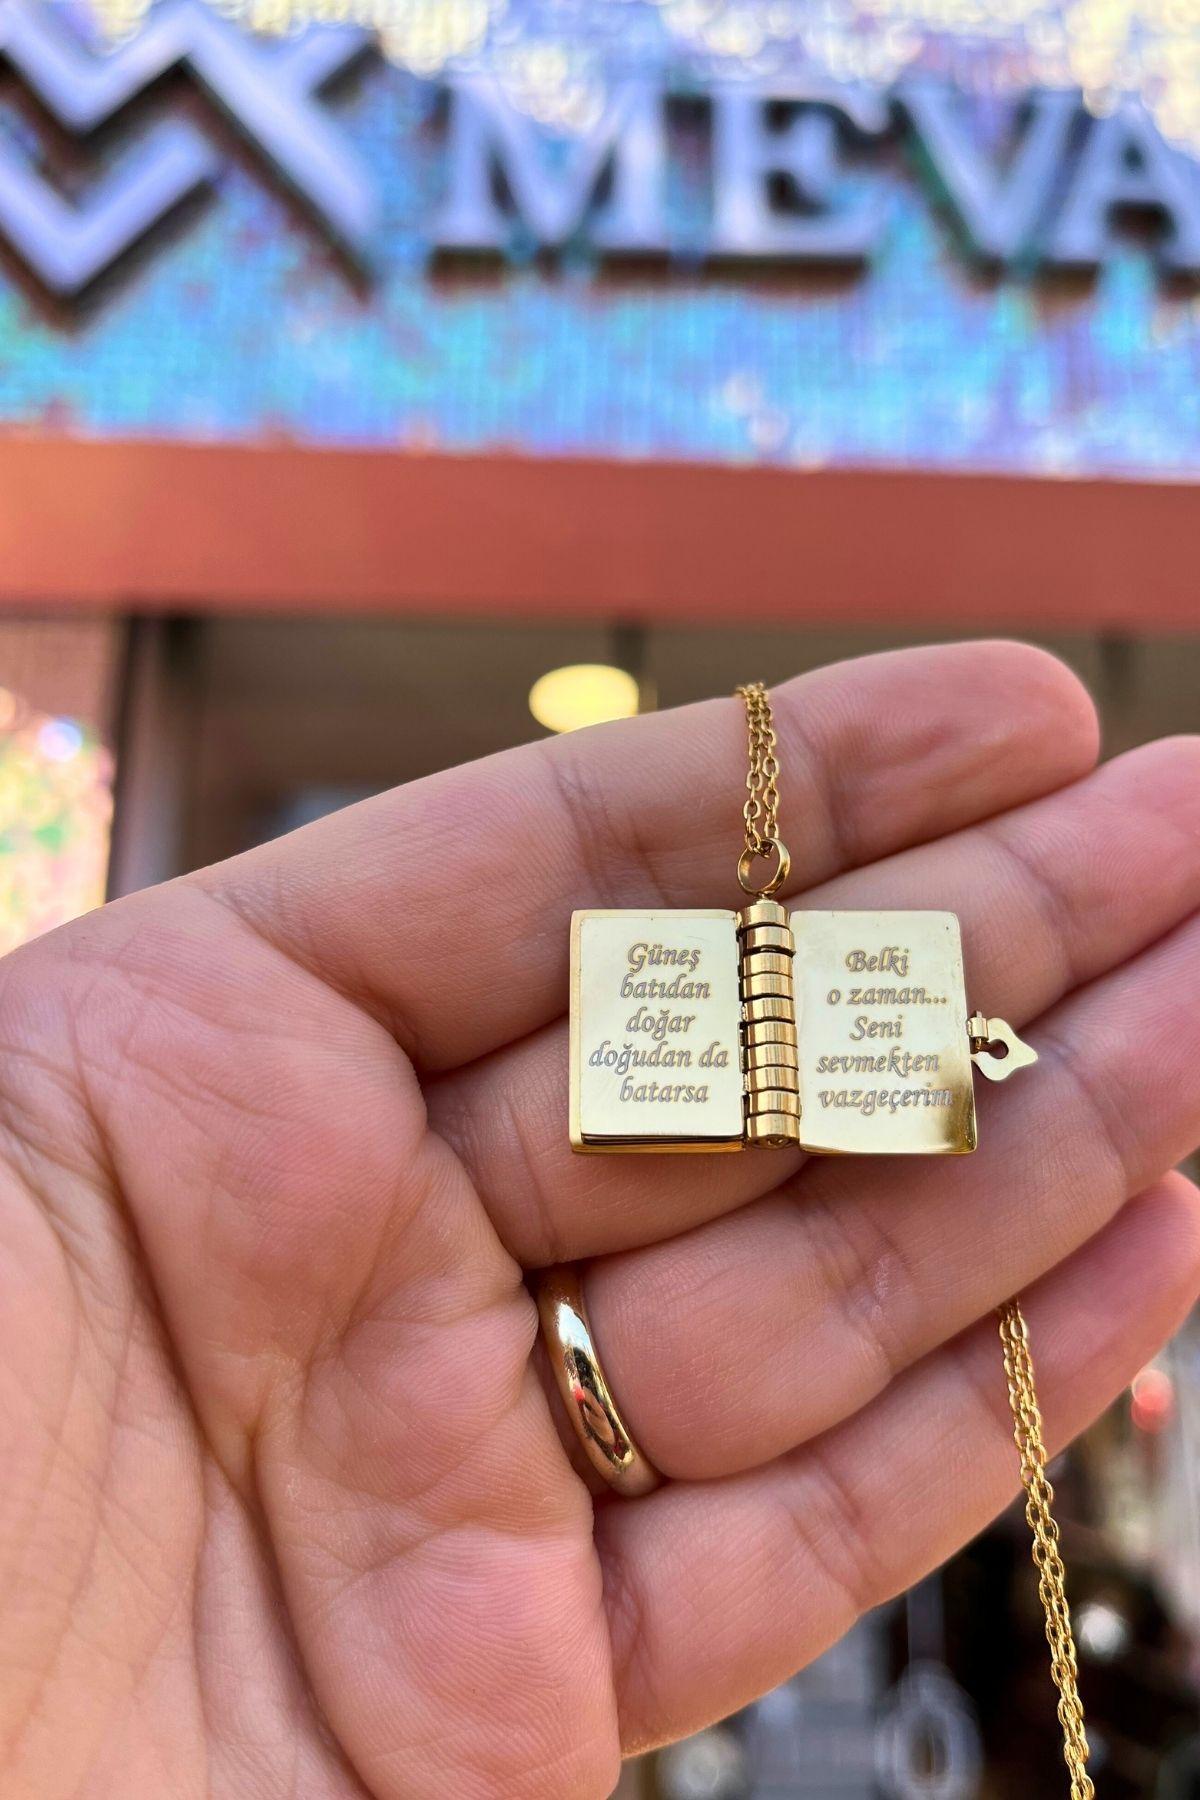 MEVA
Güneş
batıdan
doğar
doğudan da
batarsa
Belki
o zaman...
Seni
sevmekten
vazgeçerim